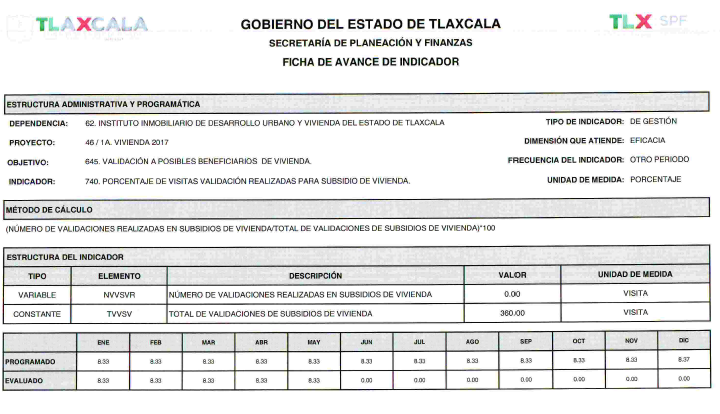 TLAXCALA
GOBIERNO DEL ESTADO DE TLAXCALA
TLX SPF
SECRETARÍA DE PLANEACIÓN Y FINANZAS
FICHA DE AVANCE DE INDICADOR
ESTRUCTURA ADMINISTRATIVA Y PROGRAMÁTICA
DEPENDENCIA: 62. INSTITUTO INMOBILIARIO DE DESARROLLO URBANO Y VIVIENDA DEL ESTADO DE TLAXCALA TIPO DE INDICADOR: DE GESTIÓN
PROYECTO: 46 / 1A. VIVIENDA 2017 DIMENSIÓN QUE ATIENDE: EFICACIA
OBJETIVO: 645. VALIDACIÓN A POSIBLES BENEFICIARIOS DE VIVIENDA. FRECUENCIA DEL INDICADOR: OTRO PERIODO
INDICADOR: 740. PORCENTAJE DE VISITAS VALIDACIÓN REALIZADAS PARA SUBSIDIO DE VIVIENDA. UNIDAD DE MEDIDA: PORCENTAJE
MÉTODO DE CÁLCULO
(NÚMERO DE VALIDACIONES REALIZADAS EN SUBSIDIOS DE VIVIENDA/TOTAL DE VALIDACIONES DE SUBSIDIOS DE VIVIENDA)*100
ESTRUCTURA DEL INDICADOR
TIPO ELEMENTO DESCRIPCIÓN VALOR UNIDAD DE MEDIDA
VARIABLE NVVSVR NÚMERO DE VALIDACIONES REALIZADAS EN SUBSIDIOS DE VIVIENDA 0.00 VISITA
CONSTANTE TVVSV TOTAL DE VALIDACIONES DE SUBSIDIOS DE VIVIENDA 360.00 VISITA
ENE FEB MAR ABR MAY JUN JUL AGO SEP OCT NOV DIC
PROGRAMADO 8.33 8.33 8.33 8.33 8.33 8.33 8.33 8.33 8.33 8.33 8.33 8.37
EVALUADO 8.33 8.33 8.33 8.33 8.33 0.00 0.00 0.00 0.00 0.00 0.00 0.00